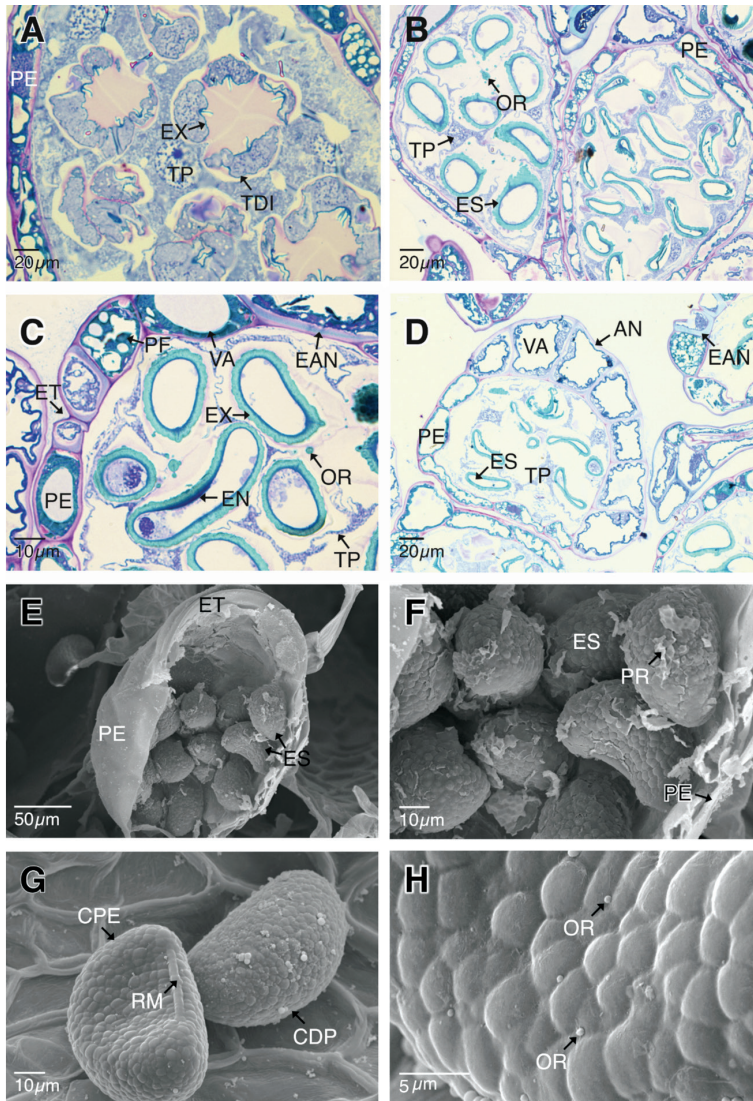 A
PE
EX
TP
TDI
20µm
B
PE
OR
TP
ES
20µm
C
PF
VA
EAN
ET
EX
OR
PE
EN
TP
10µm
D
AN
VA
EAN
PE
ES
TP
20µm
E
ET
PE
ES
50µm
F
ES
PR
PE
10µm
G
CPE
RM
CDP
10µm
H
OR
OR
5 µm